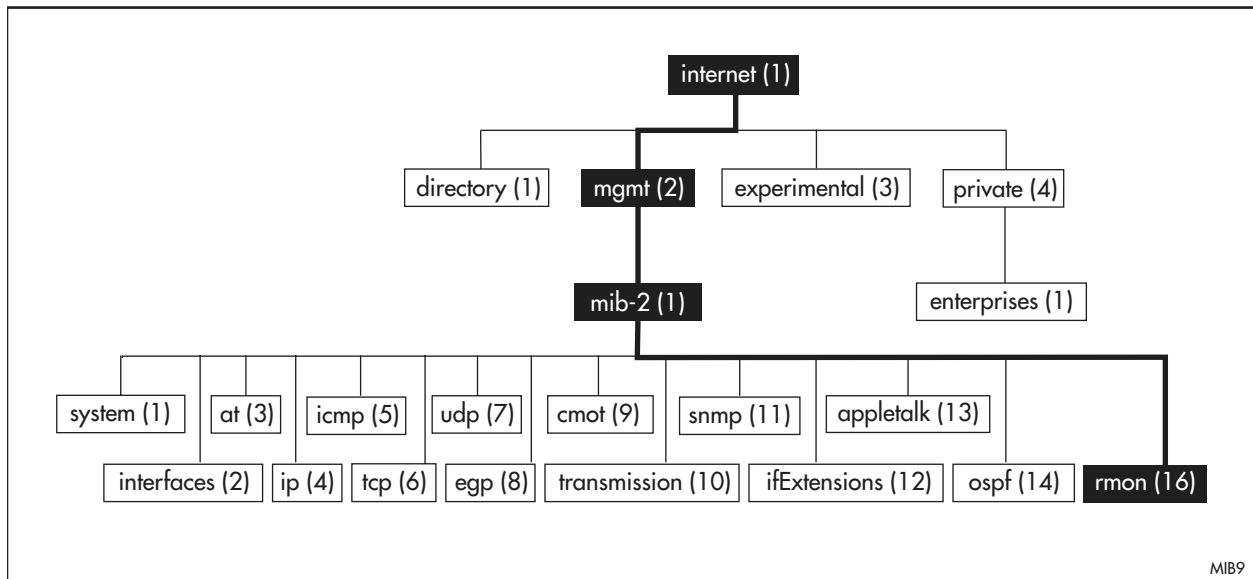 internet (1)
directory (1)
mgmt (2)
experimental (3)
private (4)
mib-2 (1)
enterprises (1)
system (1)
at (3)
icmp (5)
udp (7)
cmot (9)
snmp (11)
appletalk (13)
interfaces (2)
ip (4)
tcp (6)
egp (8)
transmission (10)
ifExtensions (12)
ospf (14)
rmon (16)
MIB9